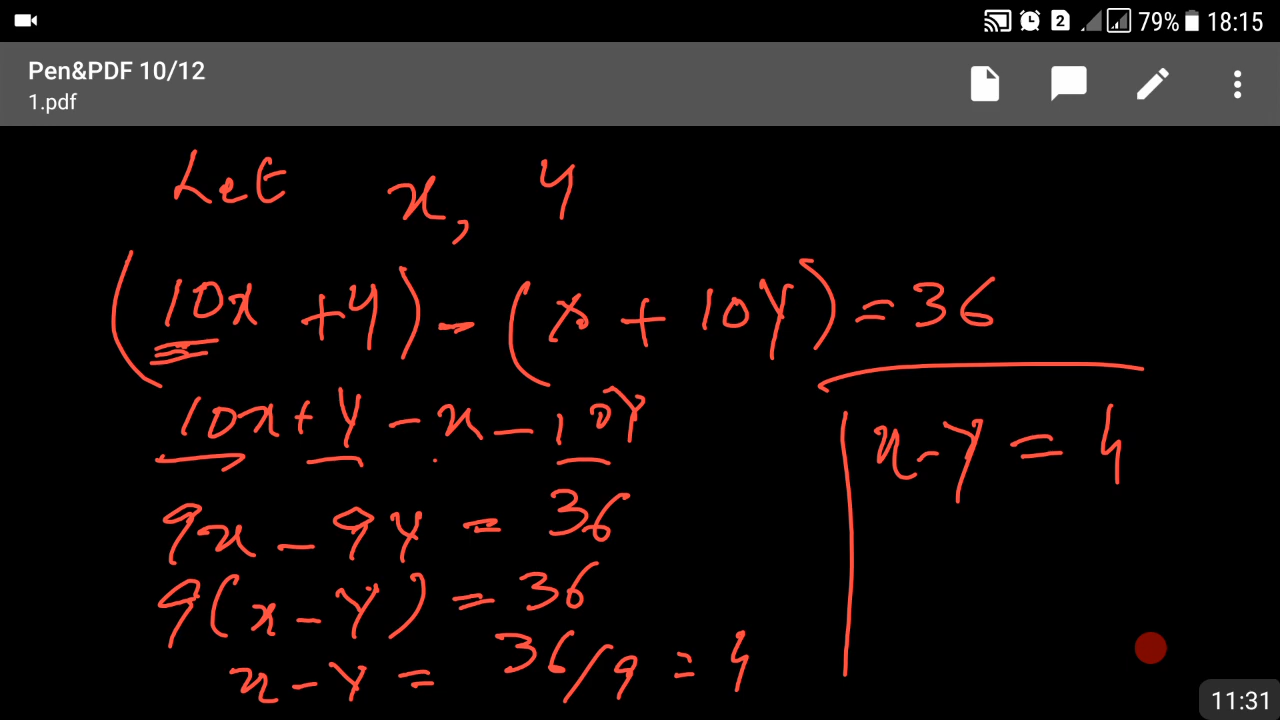 2 79% 18:15
Pen&PDF 10/12
1.pdf
Let x, y
(10x + y) - (x + 10y) = 36
10x + y - x - 10y
x - y = 4
9x - 9y = 36
9(x - y) = 36
x - y = 36/9 = 4
11:31